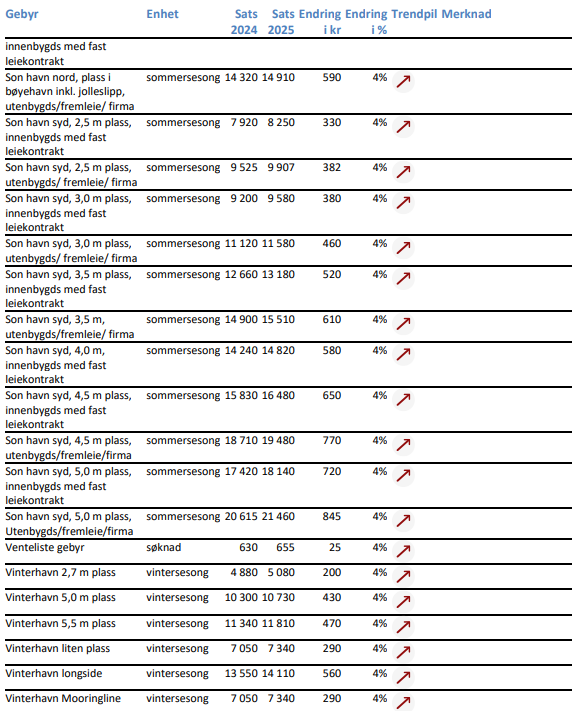 Gebyr Enhet Sats 2024 Sats 2025 Endring i kr Endring i % Trendpil Merknad
innenbygds med fast
leiekontrakt
Son havn nord, plass i sommersesong 14 320 14 910 590 4%
bøyehavn inkl. jolleslipp,
utenbygds/fremleie/ firma
Son havn syd, 2,5 m plass, sommersesong 7 920 8 250 330 4%
innenbygds med fast
leiekontrakt
Son havn syd, 2,5 m plass, sommersesong 9 525 9 907 382 4%
utenbygds/ fremleie/ firma
Son havn syd, 3,0 m plass, sommersesong 9 200 9 580 380 4%
innenbygds med fast
leiekontrakt
Son havn syd, 3,0 m plass, sommersesong 11 120 11 580 460 4%
utenbygds/ fremleie/ firma
Son havn syd, 3,5 m plass, sommersesong 12 660 13 180 520 4%
innenbygds med fast
leiekontrakt
Son havn syd, 3,5 m, sommersesong 14 900 15 510 610 4%
utenbygds/fremleie/ firma
Son havn syd, 4,0 m, sommersesong 14 240 14 820 580 4%
innenbygds med fast
leiekontrakt
Son havn syd, 4,5 m plass, sommersesong 15 830 16 480 650 4%
innenbygds med fast
leiekontrakt
Son havn syd, 4,5 m plass, sommersesong 18 710 19 480 770 4%
utenbygds/fremleie/firma
Son havn syd, 5,0 m plass, sommersesong 17 420 18 140 720 4%
innenbygds med fast
leiekontrakt
Son havn syd, 5,0 m plass, sommersesong 20 615 21 460 845 4%
Utenbygds/fremleie/firma
Venteliste gebyr søknad 630 655 25 4%
Vinterhavn 2,7 m plass vintersesong 4 880 5 080 200 4%
Vinterhavn 5,0 m plass vintersesong 10 300 10 730 430 4%
Vinterhavn 5,5 m plass vintersesong 11 340 11 810 470 4%
Vinterhavn liten plass vintersesong 7 050 7 340 290 4%
Vinterhavn longside vintersesong 13 550 14 110 560 4%
Vinterhavn Mooringline vintersesong 7 050 7 340 290 4%